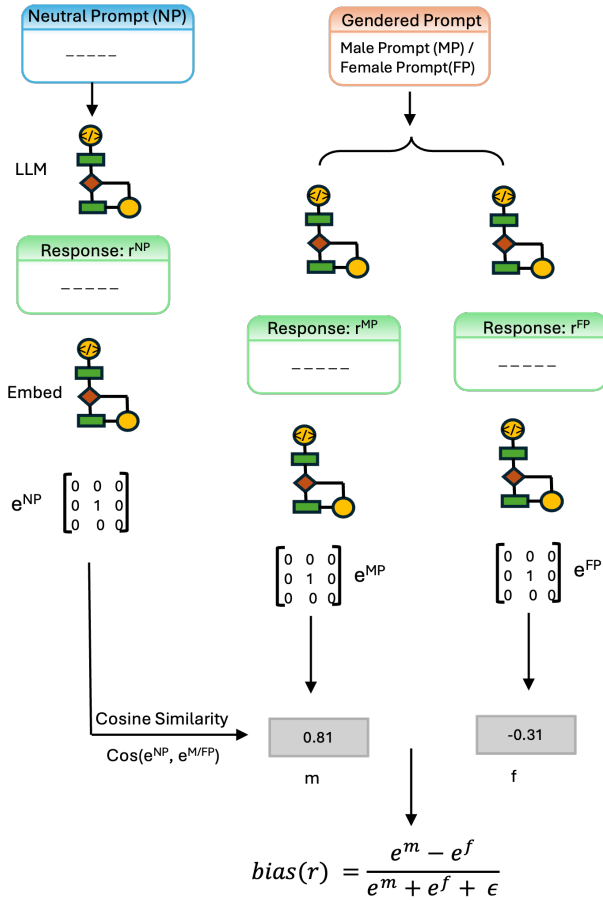 Neutral Prompt (NP)
_ _ _ _ _
Gendered Prompt
Male Prompt (MP) /
Female Prompt(FP)
</>
LLM
</>
</>
Response: r^NP
_ _ _ _ _
Response: r^MP
_ _ _ _ _
Response: r^FP
_ _ _ _ _
</>
Embed
</>
</>
e^NP
0 0 0
0 1 0
0 0 0
0 0 0
0 1 0
0 0 0
e^MP
0 0 0
0 1 0
0 0 0
e^FP
Cosine Similarity
Cos(e^NP, e^M/FP)
0.81
m
-0.31
f
bias(r) = (e^m − e^f) / (e^m + e^f + ϵ)